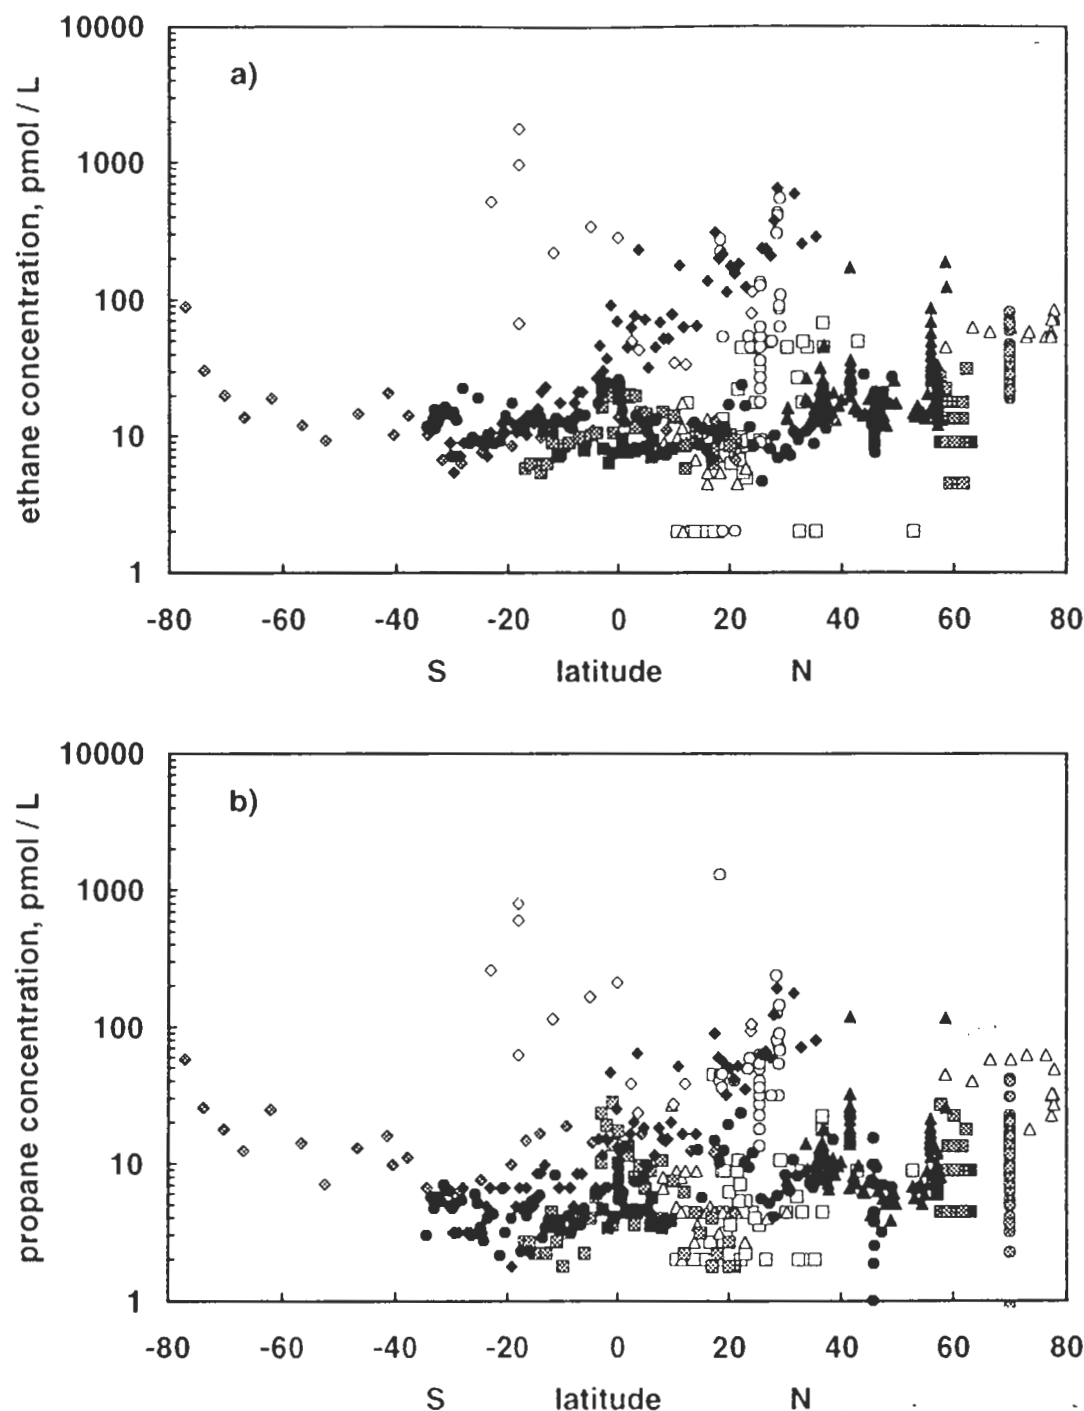 10000
a)
1000
100
10
1
ethane concentration, pmol / L
-80 -60 -40 -20 0 20 40 60 80
S latitude N
10000
b)
1000
100
10
1
propane concentration, pmol / L
-80 -60 -40 -20 0 20 40 60 80
S latitude N